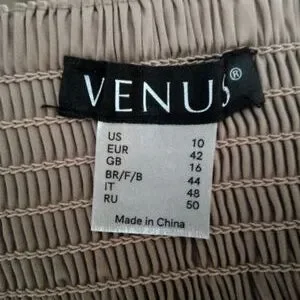 VENUS®
US 10
EUR 42
GB 16
BR/F/B 44
IT 48
RU 50
Made in China